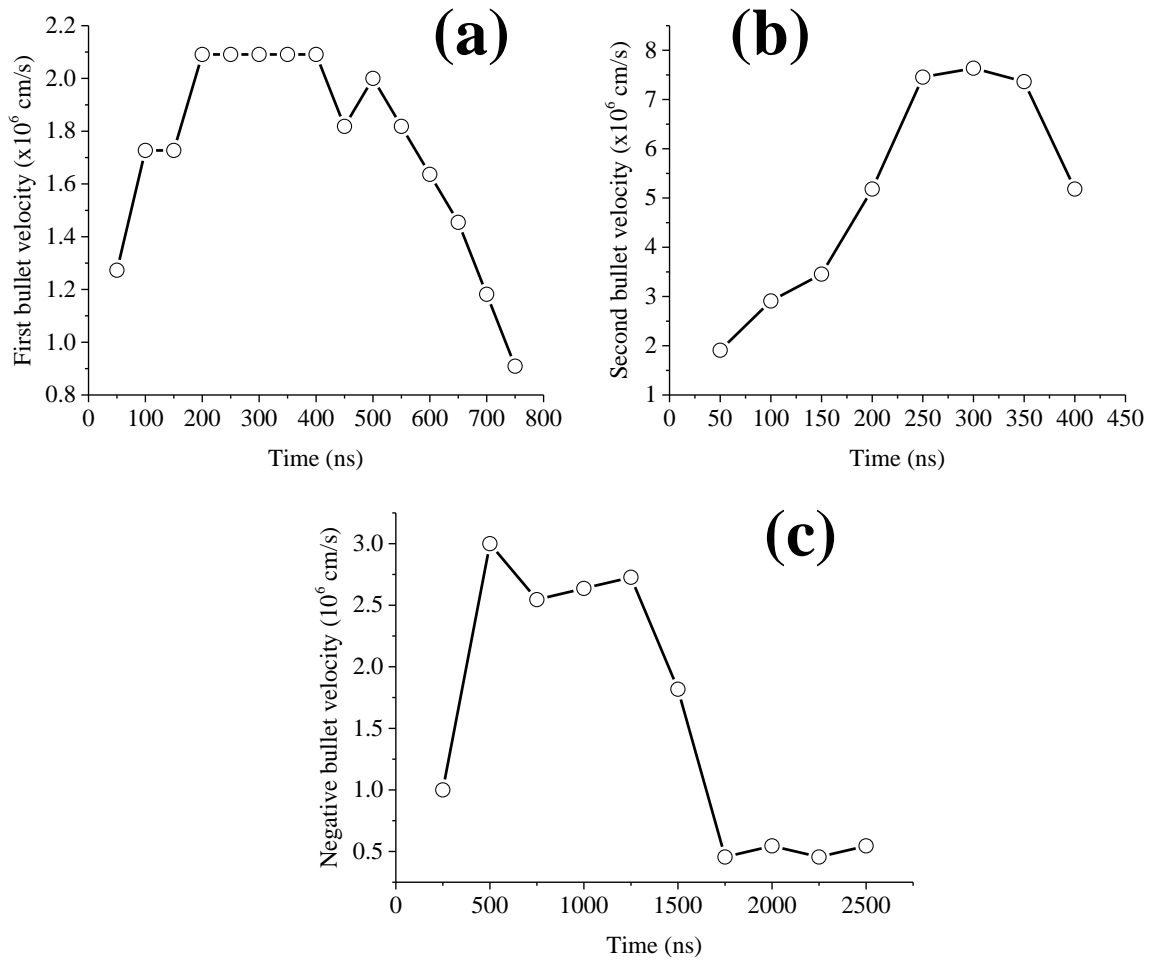 (a)
First bullet velocity (x10⁶ cm/s)
2.2
2.0
1.8
1.6
1.4
1.2
1.0
0.8
0 100 200 300 400 500 600 700 800
Time (ns)
(b)
Second bullet velocity (x10⁶ cm/s)
8
7
6
5
4
3
2
1
0 50 100 150 200 250 300 350 400 450
Time (ns)
(c)
Negative bullet velocity (10⁶ cm/s)
3.0
2.5
2.0
1.5
1.0
0.5
0 500 1000 1500 2000 2500
Time (ns)